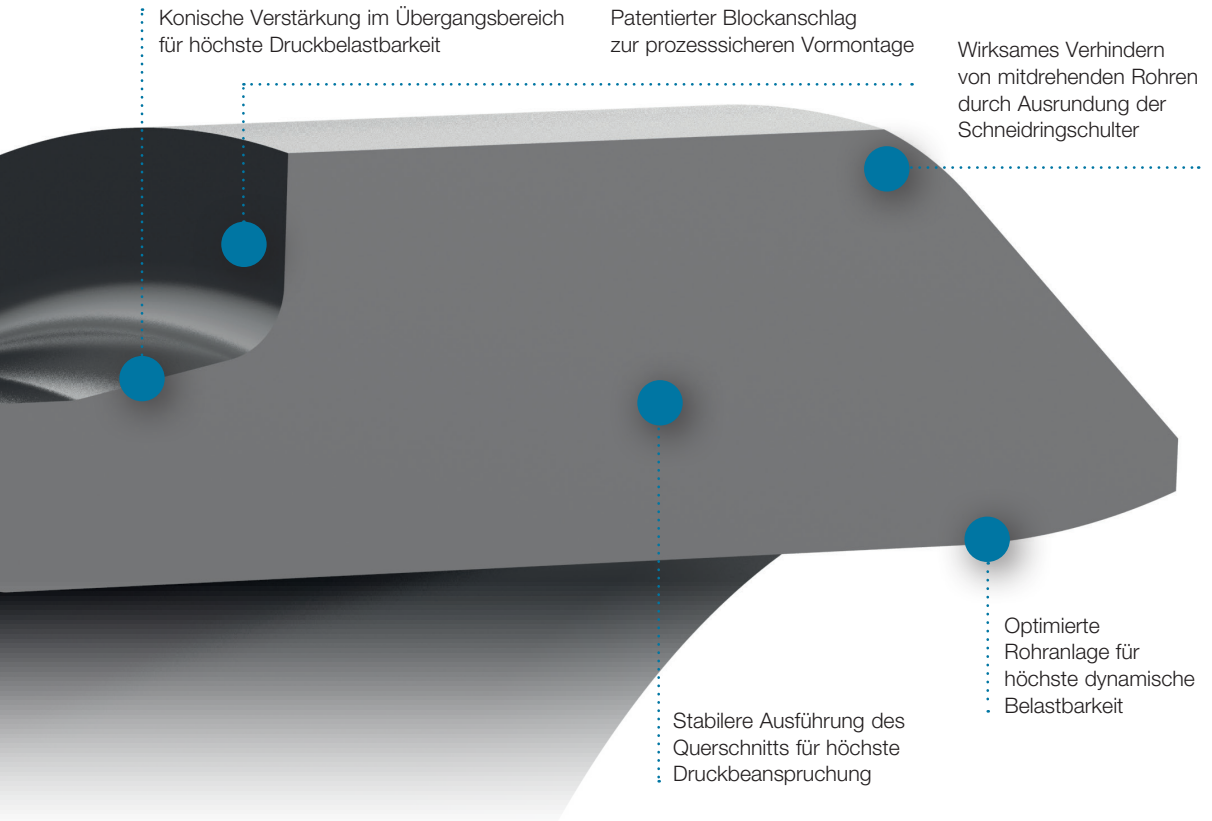 Konische Verstärkung im Übergangsbereich
für höchste Druckbelastbarkeit
Patentierter Blockanschlag
zur prozesssicheren Vormontage
Wirksames Verhindern
von mitdrehenden Rohren
durch Ausrundung der
Schneidringschulter
Optimierte
Rohranlage für
höchste dynamische
Belastbarkeit
Stabilere Ausführung des
Querschnitts für höchste
Druckbeanspruchung